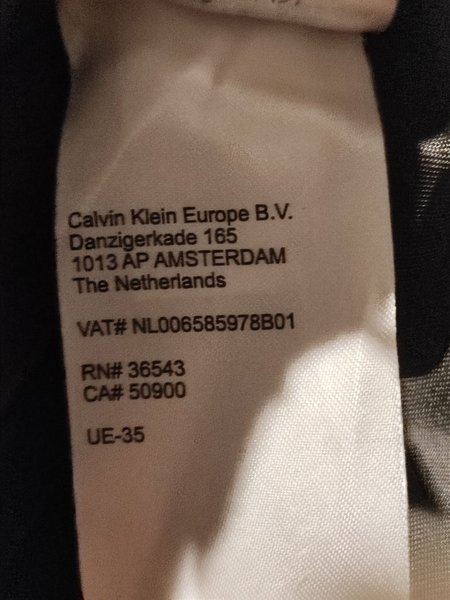 Calvin Klein Europe B.V.
Danzigerkade 165
1013 AP AMSTERDAM
The Netherlands
VAT# NL006585978B01
RN# 36543
CA# 50900
UE-35